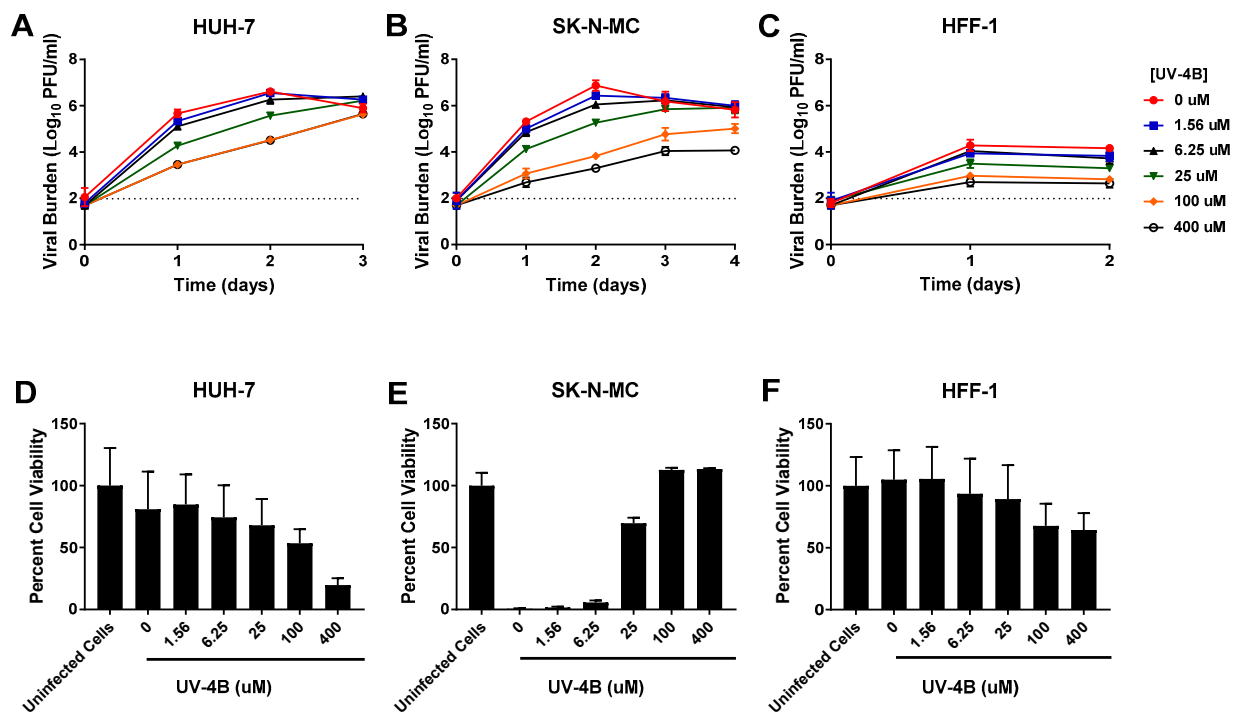 A
HUH-7
Viral Burden (Log10 PFU/ml)
8
6
4
2
0
0
1
2
3
Time (days)
B
SK-N-MC
Viral Burden (Log10 PFU/ml)
8
6
4
2
0
0
1
2
3
4
Time (days)
C
HFF-1
Viral Burden (Log10 PFU/ml)
8
6
4
2
0
0
1
2
Time (days)
[UV-4B]
0 uM
1.56 uM
6.25 uM
25 uM
100 uM
400 uM
D
HUH-7
Percent Cell Viability
150
100
50
0
Uninfected Cells
0
1.56
6.25
25
100
400
UV-4B (uM)
E
SK-N-MC
Percent Cell Viability
150
100
50
0
Uninfected Cells
0
1.56
6.25
25
100
400
UV-4B (uM)
F
HFF-1
Percent Cell Viability
150
100
50
0
Uninfected Cells
0
1.56
6.25
25
100
400
UV-4B (uM)